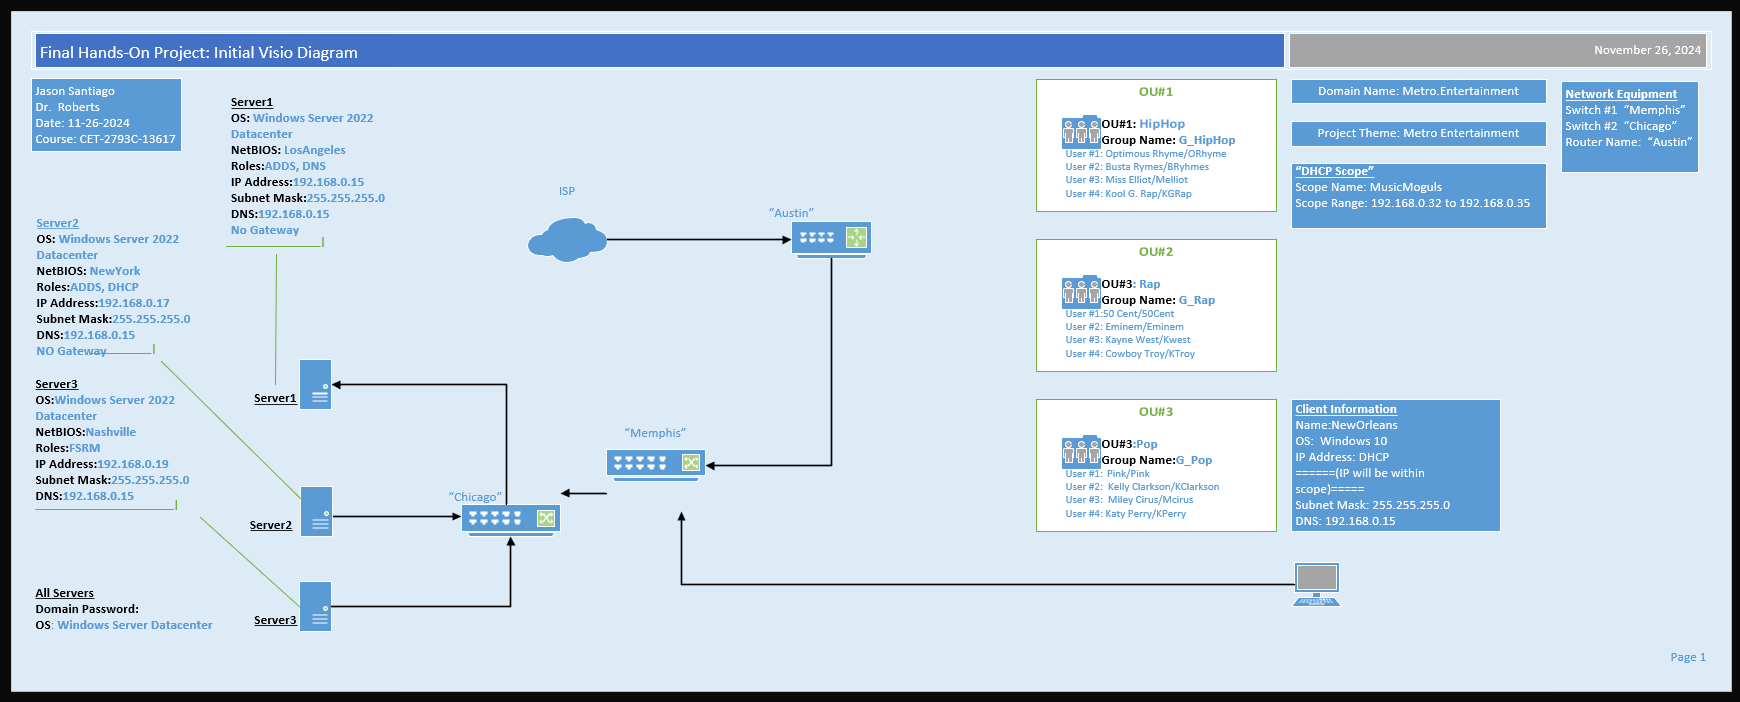 Final Hands-On Project: Initial Visio Diagram
November 26, 2024
Jason Santiago
Dr.  Roberts
Date: 11-26-2024
Course: CET-2793C-13617
Server1
OS: Windows Server 2022
Datacenter
NetBIOS: LosAngeles
Roles:ADDS, DNS
IP Address:192.168.0.15
Subnet Mask:255.255.255.0
DNS:192.168.0.15
No Gateway
Server2
OS: Windows Server 2022
Datacenter
NetBIOS: NewYork
Roles:ADDS, DHCP
IP Address:192.168.0.17
Subnet Mask:255.255.255.0
DNS:192.168.0.15
NO Gateway
Server3
OS:Windows Server 2022
Datacenter
NetBIOS:Nashville
Roles:FSRM
IP Address:192.168.0.19
Subnet Mask:255.255.255.0
DNS:192.168.0.15
All Servers
Domain Password:
OS: Windows Server Datacenter
Server1
Server2
Server3
ISP
“Austin”
“Memphis”
“Chicago”
OU#1
OU#1: HipHop
Group Name: G_HipHop
User #1: Optimous Rhyme/ORhyme
User #2: Busta Rymes/BRyhmes
User #3: Miss Elliot/Melliot
User #4: Kool G. Rap/KGRap
OU#2
OU#3: Rap
Group Name: G_Rap
User #1:50 Cent/50Cent
User #2: Eminem/Eminem
User #3: Kayne West/Kwest
User #4: Cowboy Troy/KTroy
OU#3
OU#3:Pop
Group Name:G_Pop
User #1:  Pink/Pink
User #2:  Kelly Clarkson/KClarkson
User #3:  Miley Cirus/Mcirus
User #4: Katy Perry/KPerry
Domain Name: Metro.Entertainment
Project Theme: Metro Entertainment
“DHCP Scope”
Scope Name: MusicMoguls
Scope Range: 192.168.0.32 to 192.168.0.35
Network Equipment
Switch #1  “Memphis”
Switch #2  “Chicago”
Router Name:  “Austin”
Client Information
Name:NewOrleans
OS:  Windows 10
IP Address: DHCP
======(IP will be within
scope)=====
Subnet Mask: 255.255.255.0
DNS: 192.168.0.15
Page 1